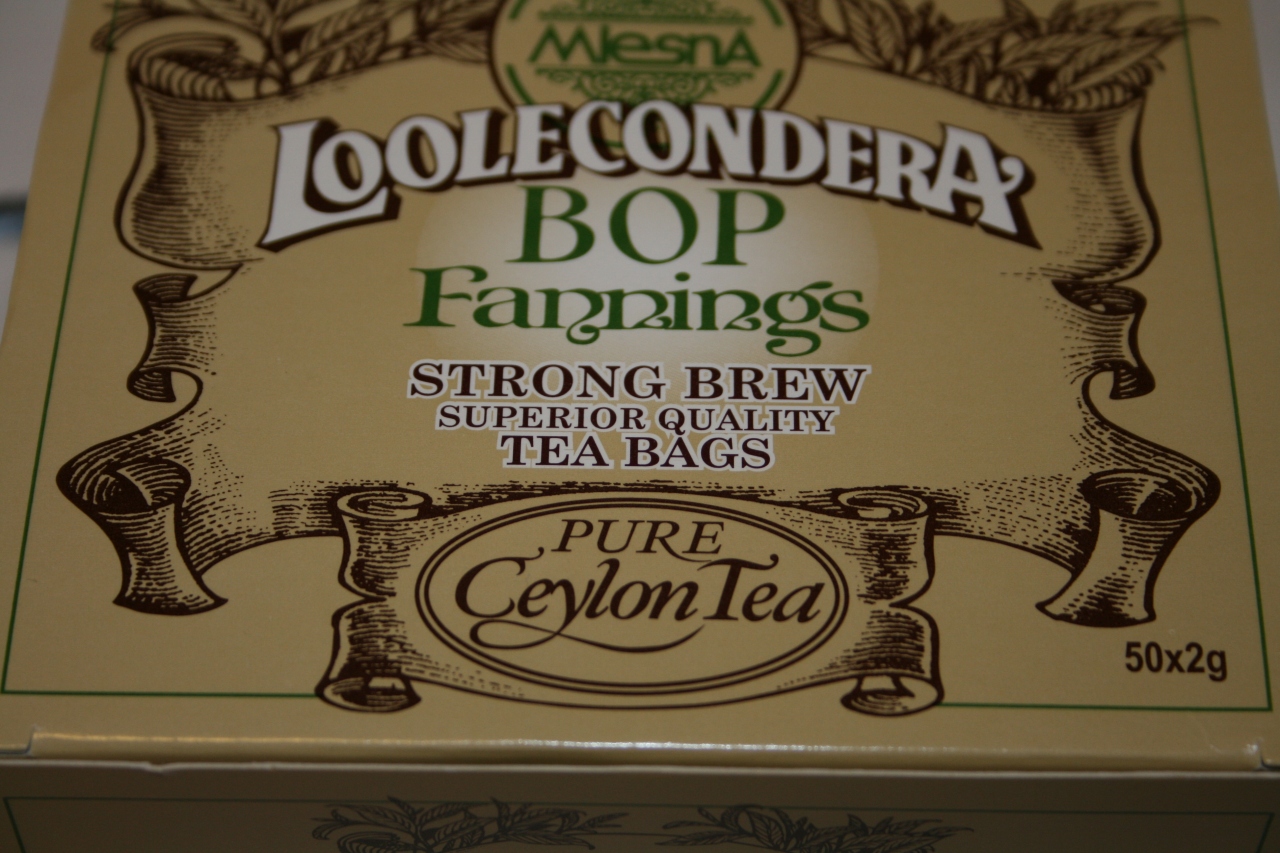 MlesnA
LOOLECONDERA
BOP
Fannings
STRONG BREW
SUPERIOR QUALITY
TEA BAGS
PURE
Ceylon Tea
50x2g